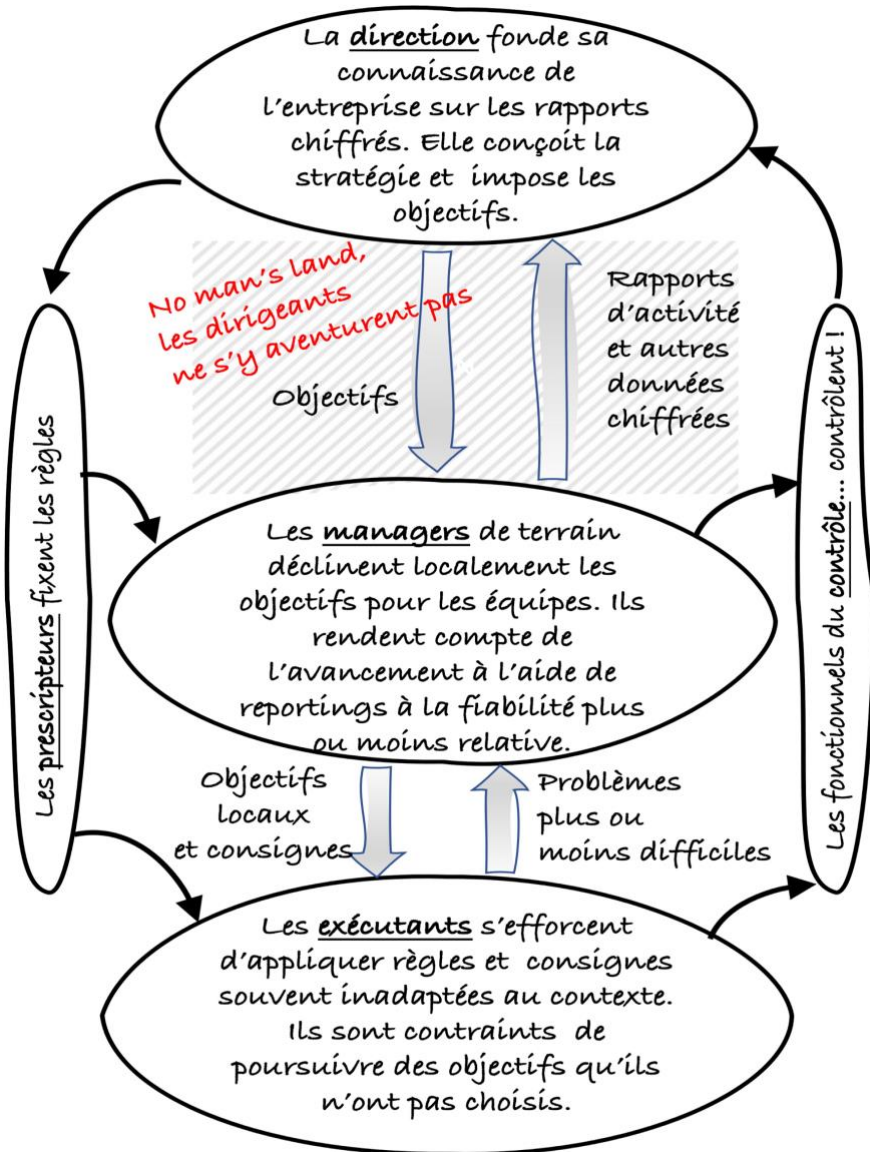 La direction fonde sa
connaissance de
l'entreprise sur les rapports
chiffrés. Elle conçoit la
stratégie et impose les
objectifs.
No man's land,
les dirigeants
ne s'y aventurent pas
Objectifs
Rapports
d'activité
et autres
données
chiffrées
Les prescripteurs fixent les règles
Les managers de terrain
déclinent localement les
objectifs pour les équipes. Ils
rendent compte de
l'avancement à l'aide de
reportings à la fiabilité plus
ou moins relative.
Les fonctionnels du contrôle... contrôlent !
Objectifs
locaux
et consignes
Problèmes
plus ou
moins difficiles
Les exécutants s'efforcent
d'appliquer règles et consignes
souvent inadaptées au contexte.
Ils sont contraints de
poursuivre des objectifs qu'ils
n'ont pas choisis.